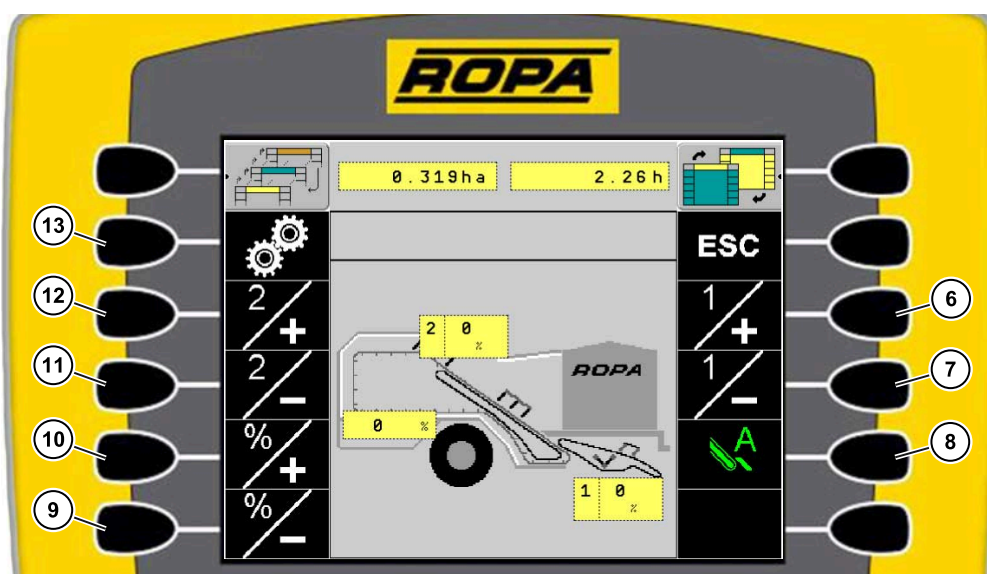 ROPA
0.319ha 2.26h
13
ESC
12
2/+
2 0 %
1/+
6
11
2/-
ROPA
1/-
7
10
%/+
0 %
A
8
9
%/-
1 0 %